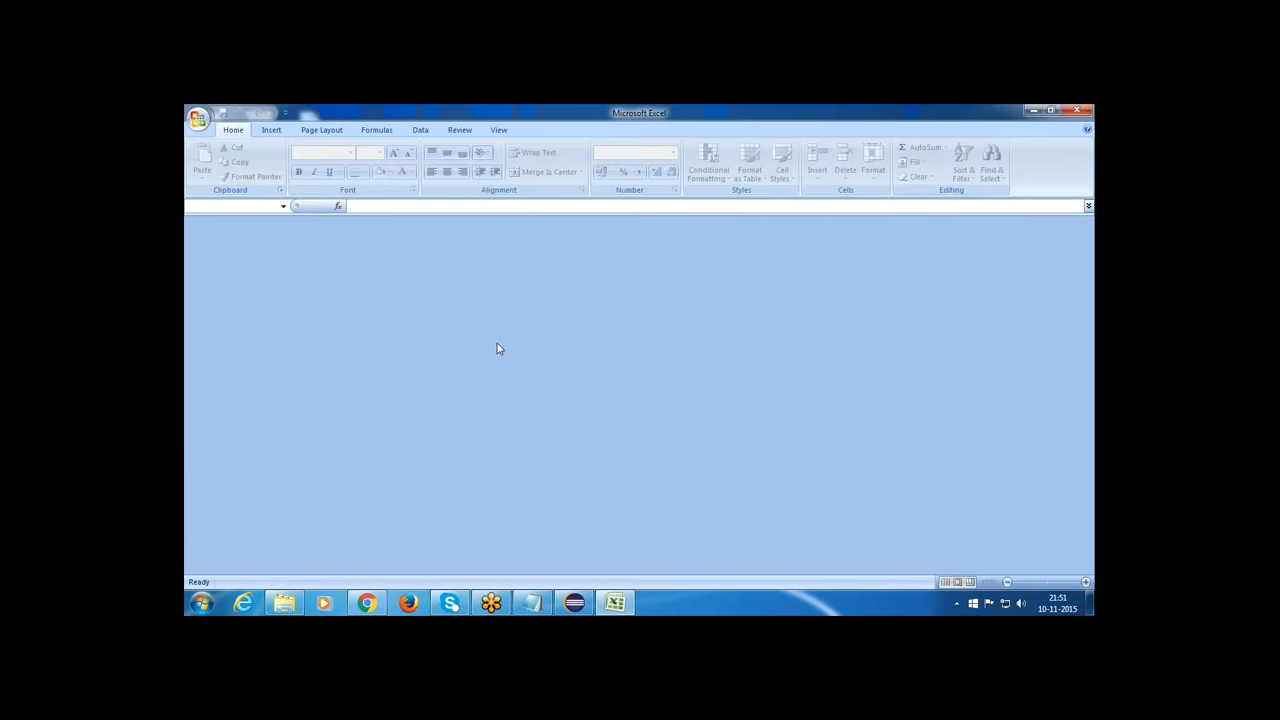 Microsoft Excel
Home Insert Page Layout Formulas Data Review View
Cut
Copy
Format Painter
Paste
Clipboard
B I U
Font
Wrap Text
Merge & Center
Alignment
%
Number
Conditional Formatting
Format as Table
Cell Styles
Styles
Insert
Delete
Format
Cells
AutoSum
Fill
Clear
Sort & Filter
Find & Select
Editing
fx
Ready
21:51
10-11-2015